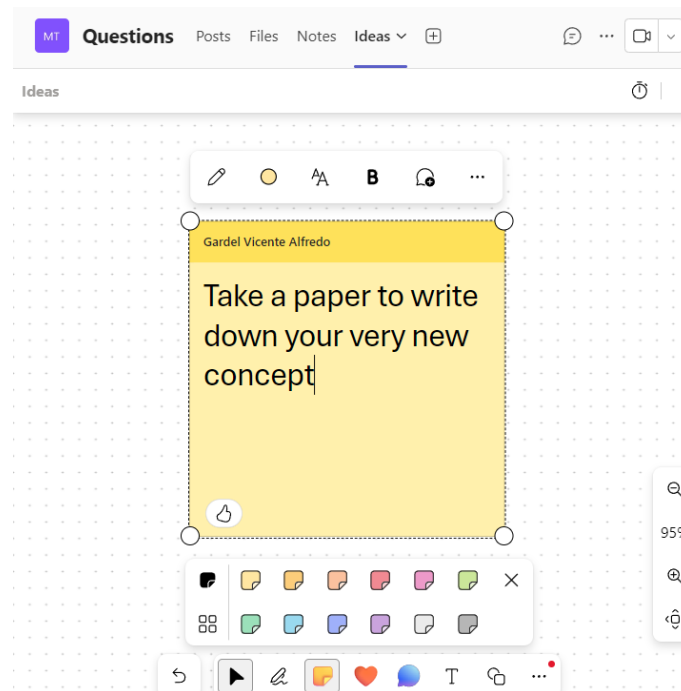 MT Questions Posts Files Notes Ideas
Ideas
B
Gardel Vicente Alfredo
Take a paper to write
down your very new
concept
95%
T